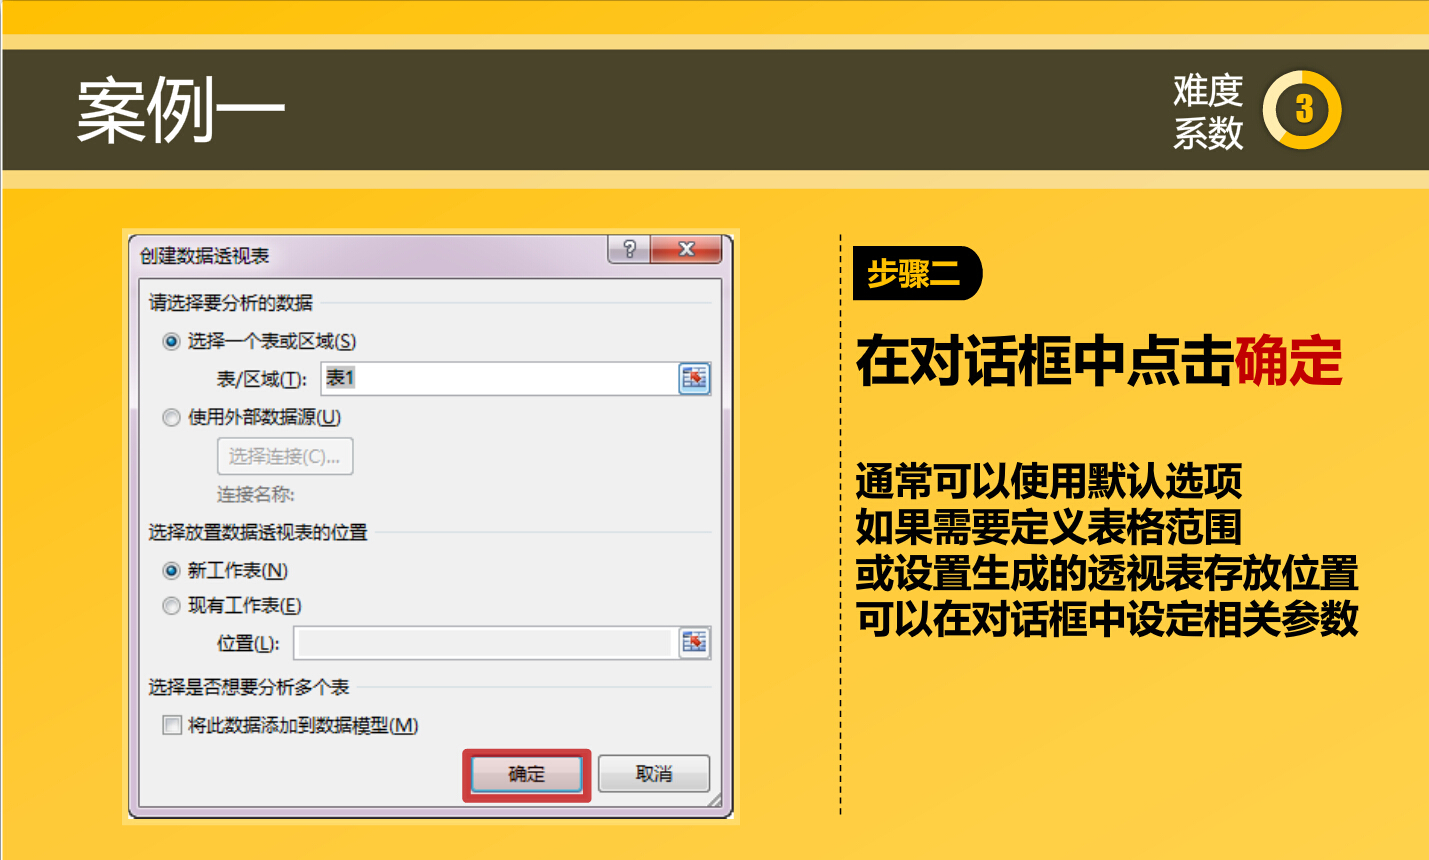 案例一
难度
系数
3
创建数据透视表
?
请选择要分析的数据
选择一个表或区域(S)
表/区域(T): 表1
使用外部数据源(U)
选择连接(C)...
连接名称:
选择放置数据透视表的位置
新工作表(N)
现有工作表(E)
位置(L):
选择是否想要分析多个表
将此数据添加到数据模型(M)
确定 取消
步骤二
在对话框中点击确定
通常可以使用默认选项
如果需要定义表格范围
或设置生成的透视表存放位置
可以在对话框中设定相关参数